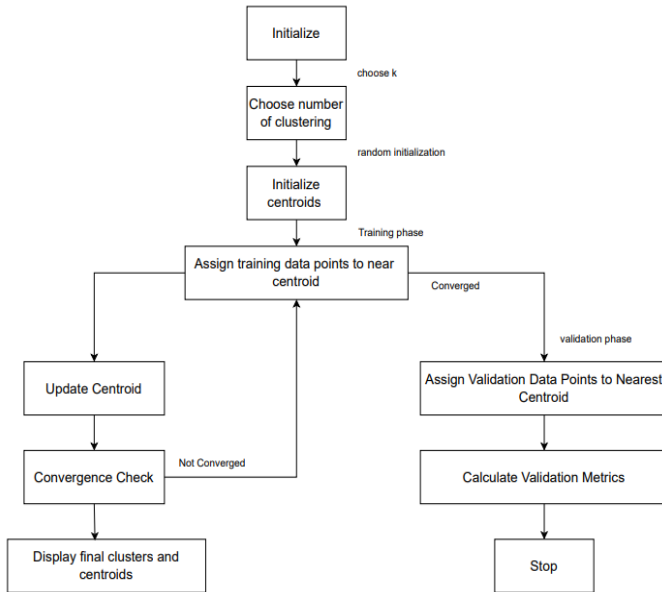 Initialize
choose k
Choose number
of clustering
random initialization
Initialize
centroids
Training phase
Assign training data points to near
centroid
Converged
validation phase
Update Centroid
Assign Validation Data Points to Nearest
Centroid
Not Converged
Convergence Check
Calculate Validation Metrics
Display final clusters and
centroids
Stop